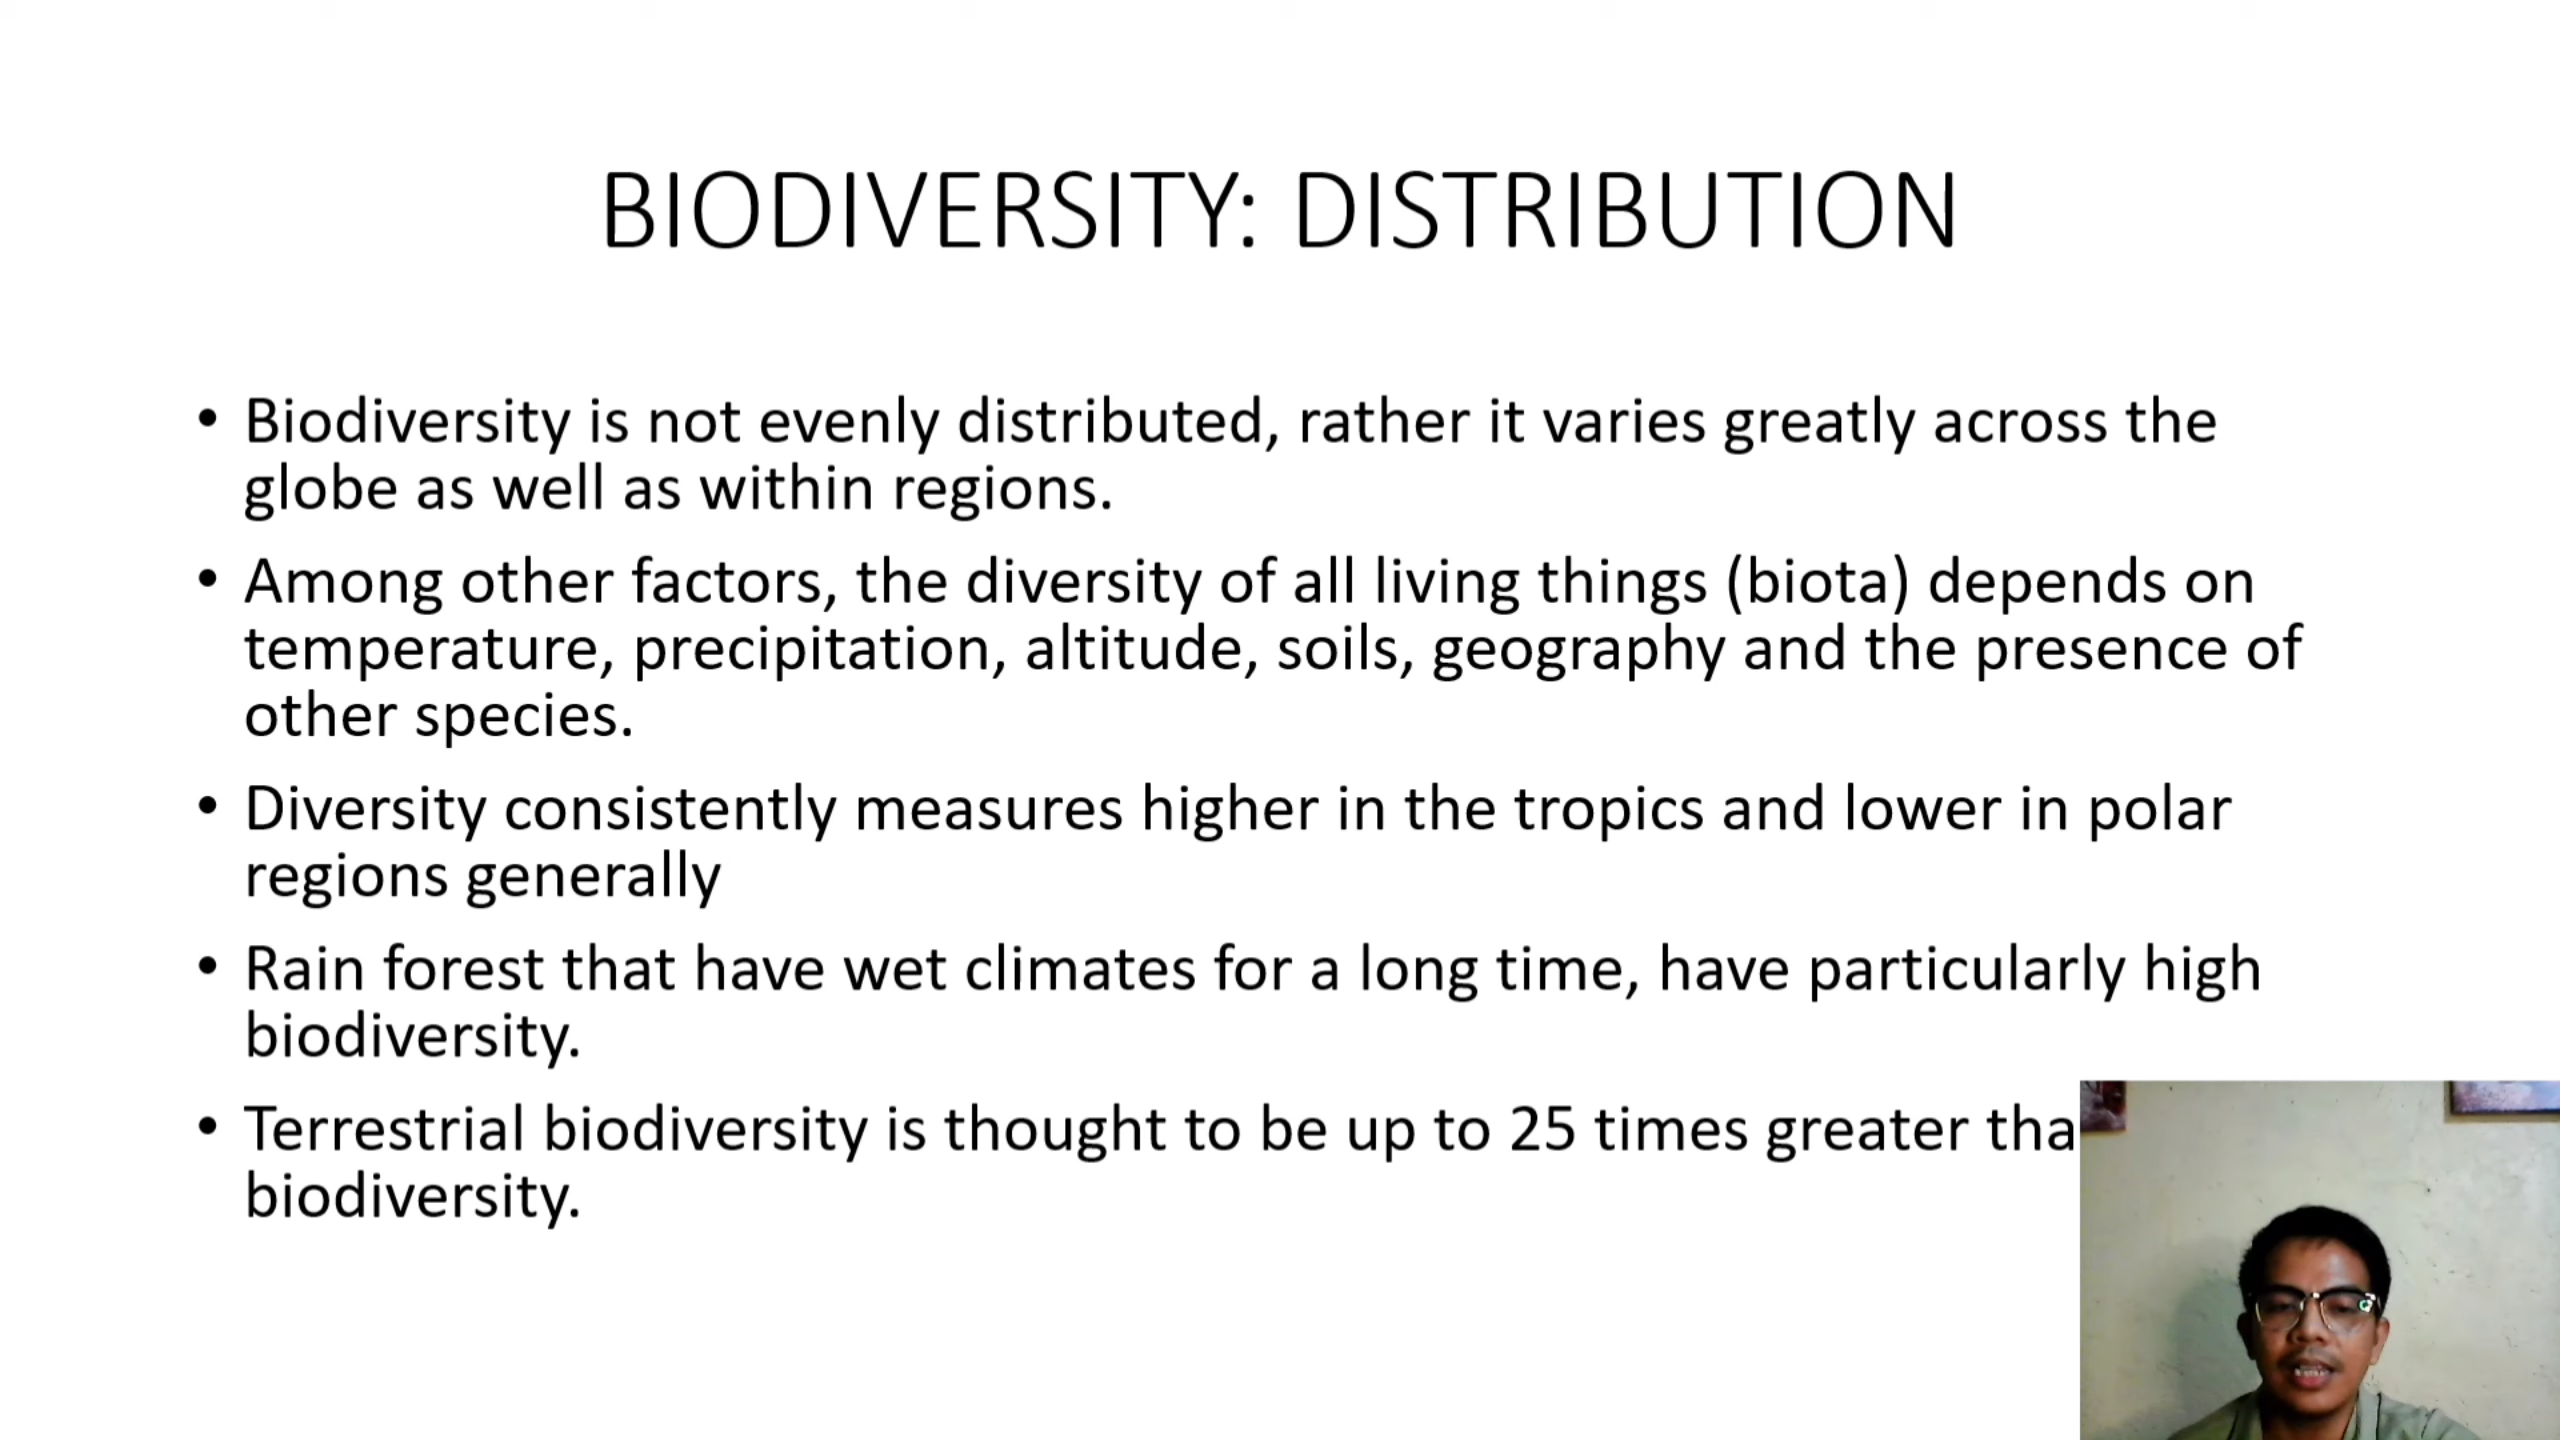 BIODIVERSITY: DISTRIBUTION
• Biodiversity is not evenly distributed, rather it varies greatly across the
globe as well as within regions.
• Among other factors, the diversity of all living things (biota) depends on
temperature, precipitation, altitude, soils, geography and the presence of
other species.
• Diversity consistently measures higher in the tropics and lower in polar
regions generally
• Rain forest that have wet climates for a long time, have particularly high
biodiversity.
• Terrestrial biodiversity is thought to be up to 25 times greater tha
biodiversity.